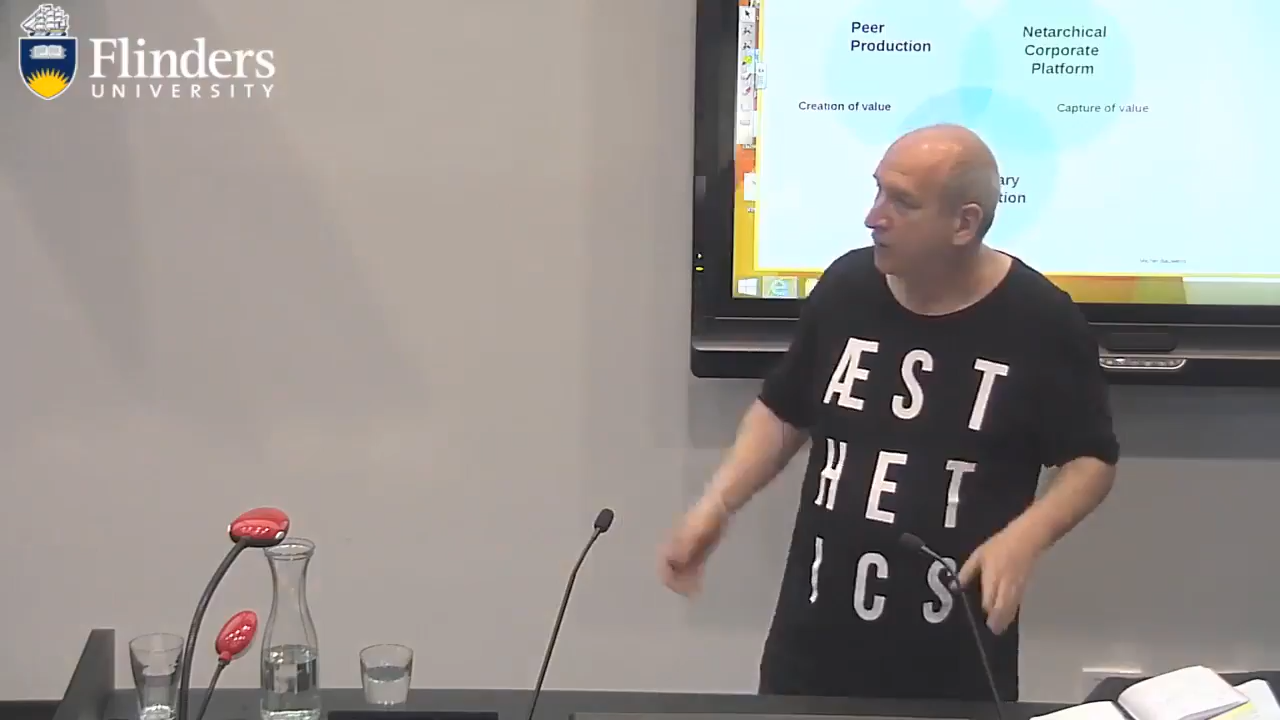 Flinders
UNIVERSITY
Peer
Production
Netarchical
Corporate
Platform
Creation of value
Capture of value
ÆST
HET
ICS